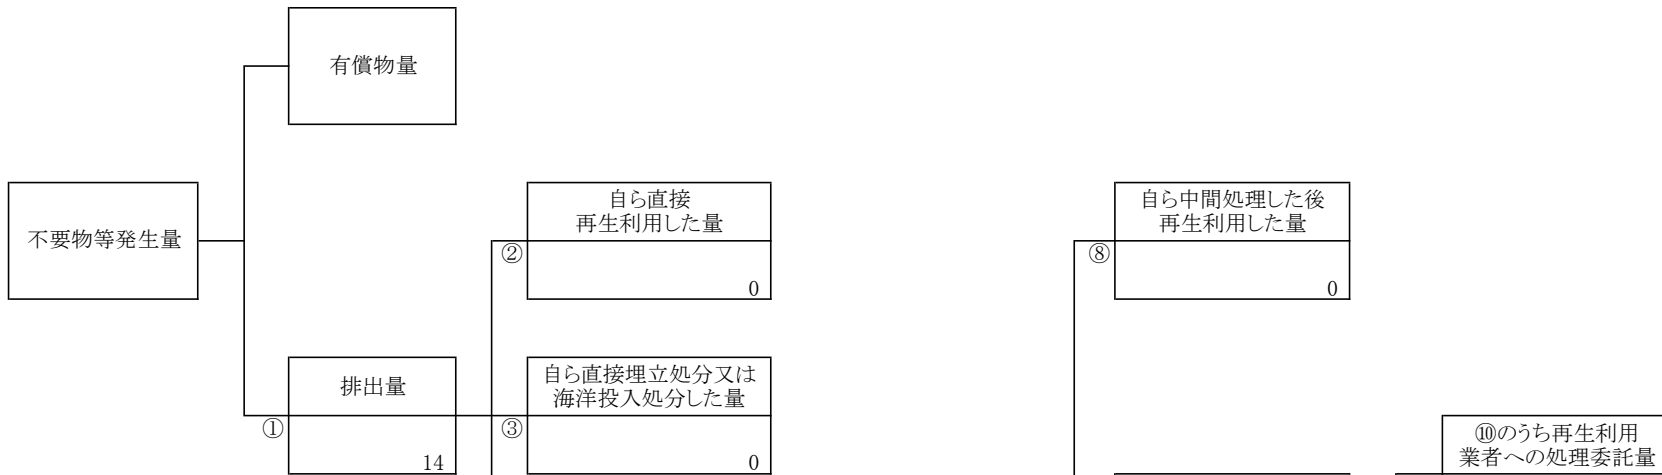 有償物量
不要物等発生量
自ら直接
再生利用した量
②
0
自ら中間処理した後
再生利用した量
⑧
0
排出量
①
14
自ら直接埋立処分又は
海洋投入処分した量
③
0
⑩のうち再生利用
業者への処理委託量